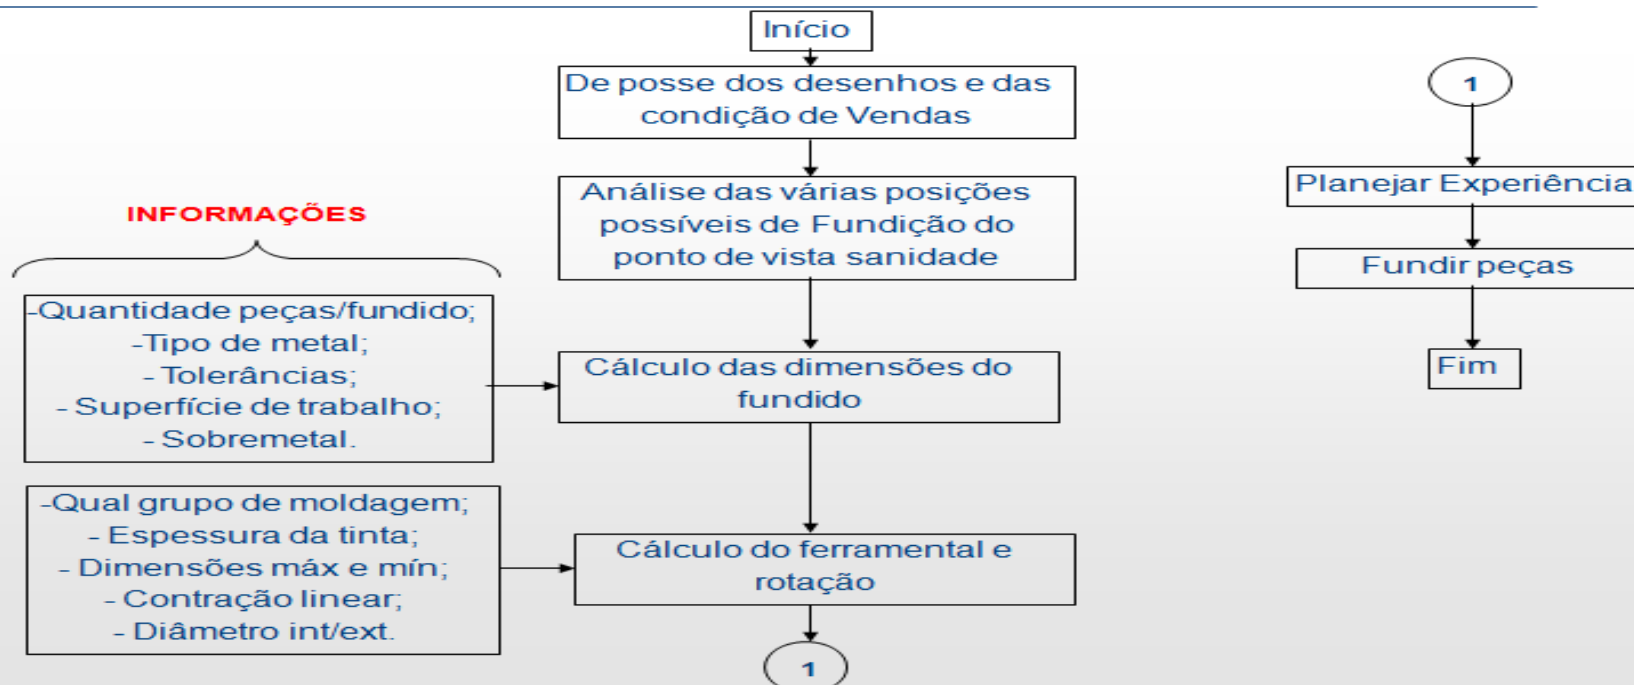 Início
De posse dos desenhos e das
condição de Vendas
Análise das várias posições
possíveis de Fundição do
ponto de vista sanidade
INFORMAÇÕES
-Quantidade peças/fundido;
-Tipo de metal;
- Tolerâncias;
- Superfície de trabalho;
- Sobremetal.
Cálculo das dimensões do
fundido
-Qual grupo de moldagem;
- Espessura da tinta;
- Dimensões máx e mín;
- Contração linear;
- Diâmetro int/ext.
Cálculo do ferramental e
rotação
1
1
Planejar Experiência
Fundir peças
Fim